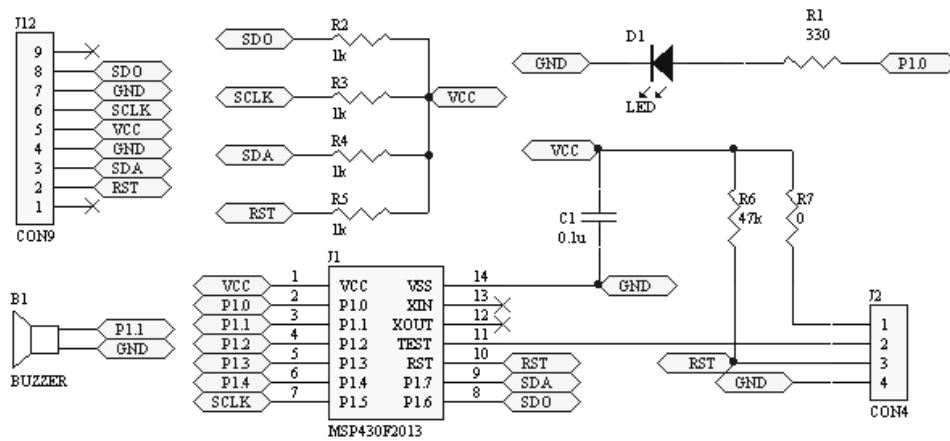 J12
9
8 SDO
7 GND
6 SCLK
5 VCC
4 GND
3 SDA
2 RST
1
CON9
SDO R2 1k
SCLK R3 1k
VCC
SDA R4 1k
RST R5 1k
D1
GND
LED
R1
330
P1.0
VCC
C1
0.1u
R6
47k
R7
0
GND
B1
P1.1
GND
BUZZER
J1
VCC 1 VCC VSS 14
P1.0 2 P1.0 XIN 13
P1.1 3 P1.1 XOUT 12
P1.2 4 P1.2 TEST 11
P1.3 5 P1.3 RST 10 RST
P1.4 6 P1.4 P1.7 9 SDA
SCLK 7 P1.5 P1.6 8 SDO
MSP430F2013
J2
1
2
RST 3
GND 4
CON4